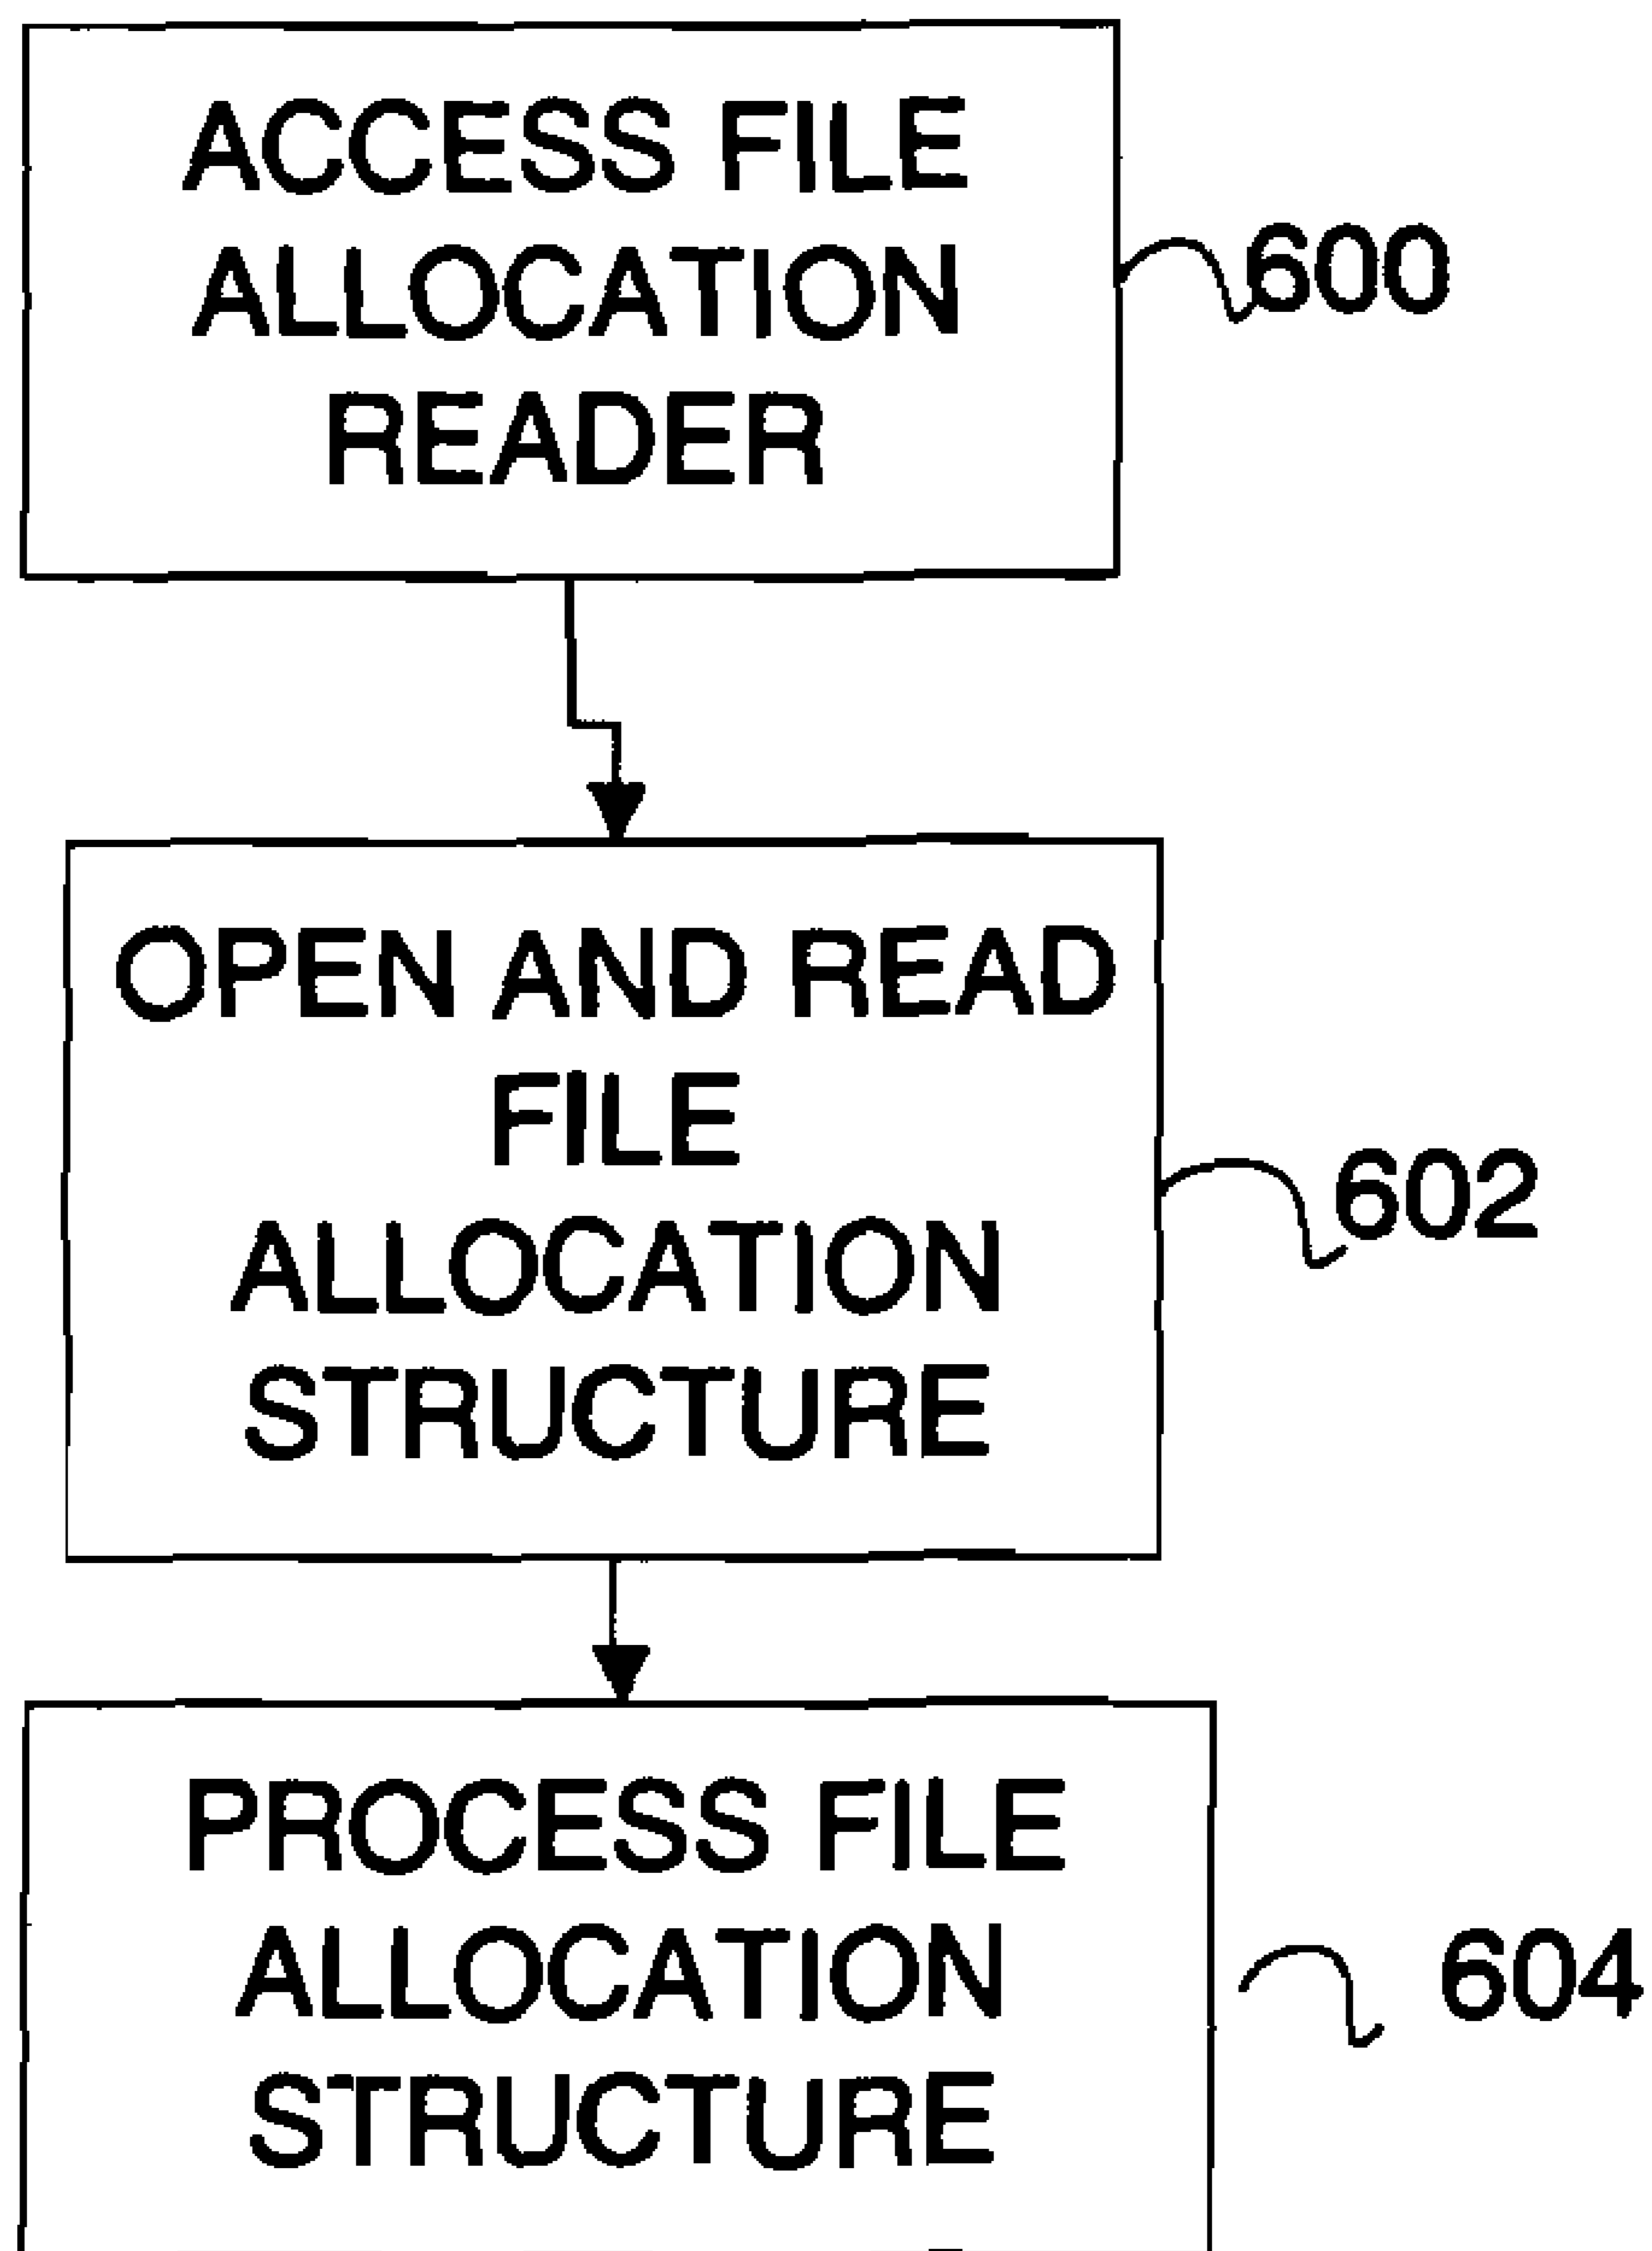 ACCESS FILE
ALLOCATION
READER
600
OPEN AND READ
FILE
ALLOCATION
STRUCTURE
602
PROCESS FILE
ALLOCATION
STRUCTURE
604